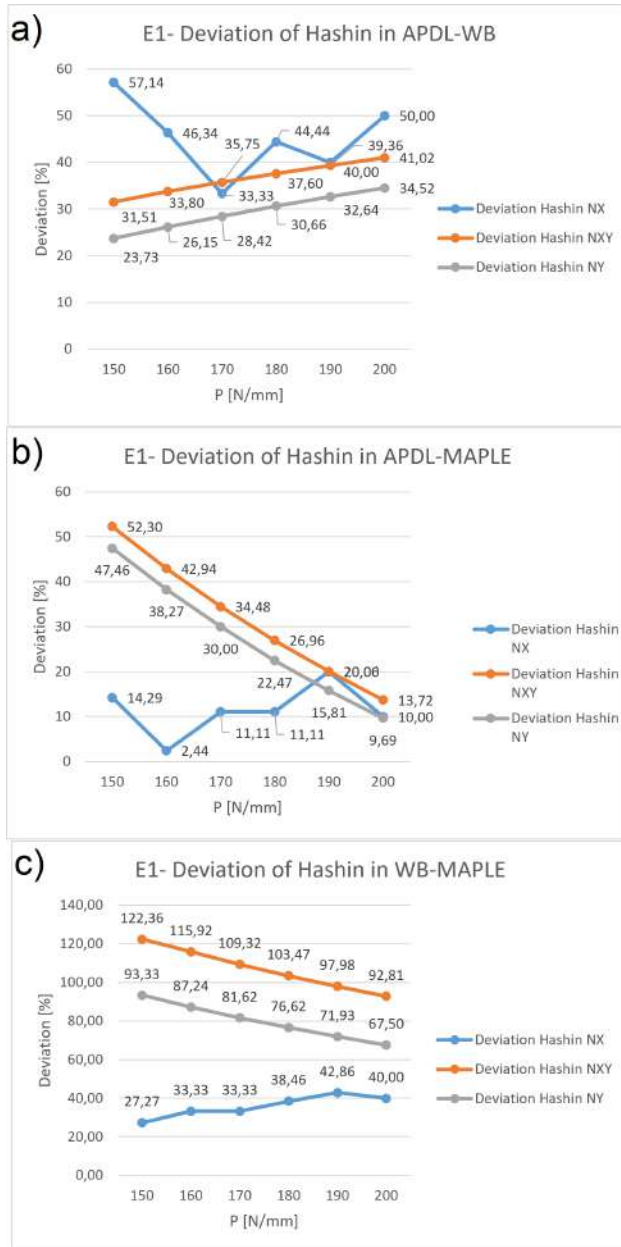 a)
E1- Deviation of Hashin in APDL-WB
Deviation [%]
60
50
40
30
20
10
0
57,14
46,34
35,75
33,33
44,44
39,36
40,00
50,00
41,02
31,51
33,80
37,60
34,52
23,73
26,15
28,42
30,66
32,64
150 160 170 180 190 200
P [N/mm]
Deviation Hashin NX
Deviation Hashin NXY
Deviation Hashin NY
b)
E1- Deviation of Hashin in APDL-MAPLE
Deviation [%]
60
50
40
30
20
10
0
52,30
47,46
42,94
38,27
34,48
30,00
26,96
22,47
20,00
15,81
13,72
10,00
9,69
14,29
2,44
11,11
11,11
150 160 170 180 190 200
P [N/mm]
Deviation Hashin
NX
Deviation Hashin
NXY
Deviation Hashin
NY
c)
E1- Deviation of Hashin in WB-MAPLE
Deviation [%]
140,00
120,00
100,00
80,00
60,00
40,00
20,00
0,00
122,36
115,92
109,32
103,47
97,98
92,81
93,33
87,24
81,62
76,62
71,93
67,50
27,27
33,33
33,33
38,46
42,86
40,00
150 160 170 180 190 200
P [N/mm]
Deviation Hashin NX
Deviation Hashin NXY
Deviation Hashin NY